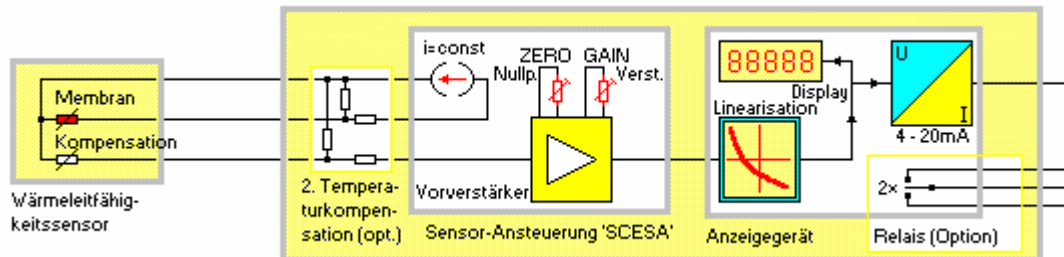 Membran
Kompensation
Wärmeleitfähig-
keitssensor
2. Tempera-
turkompen-
sation (opt.)
i=const
ZERO GAIN
Nullp. Verst.
Vorverstärker
Sensor-Ansteuerung 'SCESA'
88888
Display
Linearisation
U
I
4 - 20mA
Anzeigegerät
2×
Relais (Option)